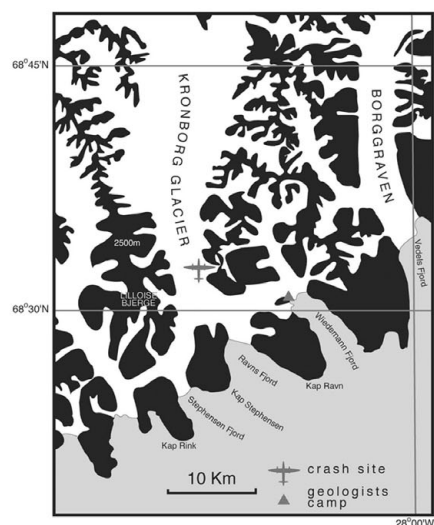 68°45'N
KRONBORG GLACIER
BORGGRAVEN
2500m
Vedels Fjord
LILLOISE
BJERGE
68°30'N
Wiedemann Fjord
Ravns Fjord
Kap Ravn
Kap Stephensen
Stephensen Fjord
Kap Rink
10 Km
crash site
geologists
camp
28°00'W